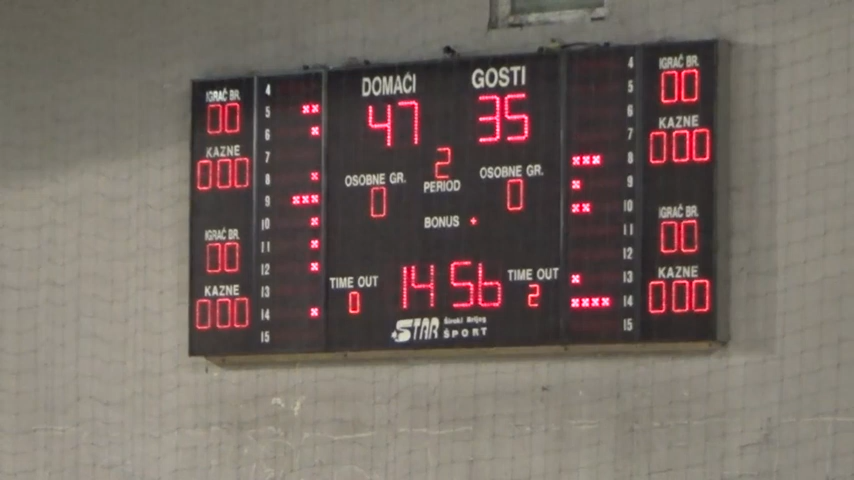 DOMAĆI GOSTI
47 35
2
PERIOD
OSOBNE GR. OSOBNE GR.
0 0
BONUS
TIME OUT 14 56 TIME OUT
0 2
STAR Široki Brijeg
ŠPORT
IGRAČ BR.
00
KAZNE
000
IGRAČ BR.
00
KAZNE
000
4
5 **
6 *
7
8 *
9 ***
10 *
11 *
12 *
13
14 *
15
4
5
6
7
*** 8
* 9
** 10
11
12
* 13
**** 14
15
IGRAČ BR.
00
KAZNE
000
IGRAČ BR.
00
KAZNE
000